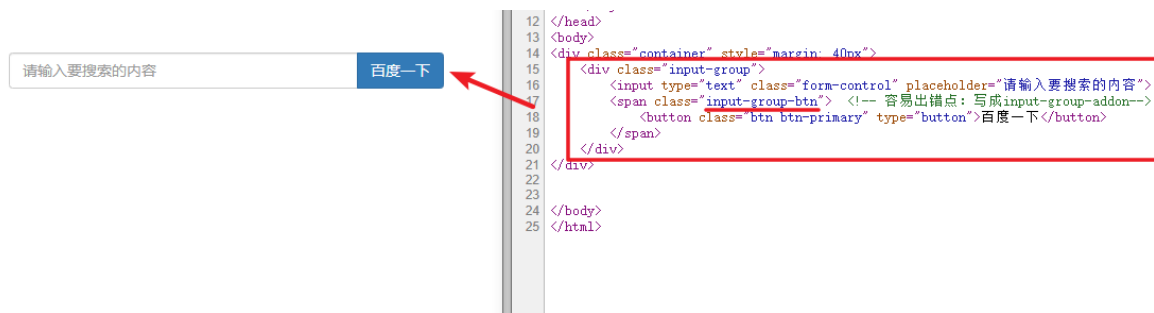 请输入要搜索的内容
百度一下
12 </head>
13 <body>
14 <div class="container" style="margin: 40px">
15 <div class="input-group">
16 <input type="text" class="form-control" placeholder="请输入要搜索的内容">
17 <span class="input-group-btn"> <!-- 容易出错点：写成input-group-addon-->
18 <button class="btn btn-primary" type="button">百度一下</button>
19 </span>
20 </div>
21 </div>
22
23
24 </body>
25 </html>